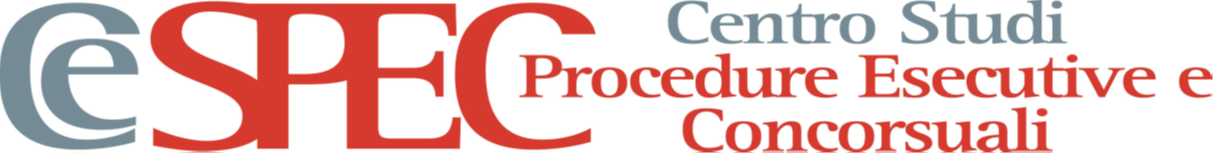 CeSPEC
Centro Studi
Procedure Esecutive e
Concorsuali